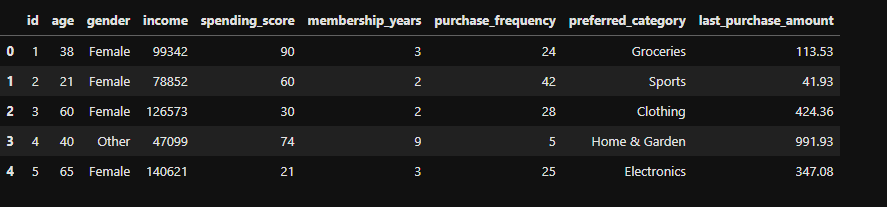 id age gender income spending_score membership_years purchase_frequency preferred_category last_purchase_amount
0 1 38 Female 99342 90 3 24 Groceries 113.53
1 2 21 Female 78852 60 2 42 Sports 41.93
2 3 60 Female 126573 30 2 28 Clothing 424.36
3 4 40 Other 47099 74 9 5 Home & Garden 991.93
4 5 65 Female 140621 21 3 25 Electronics 347.08